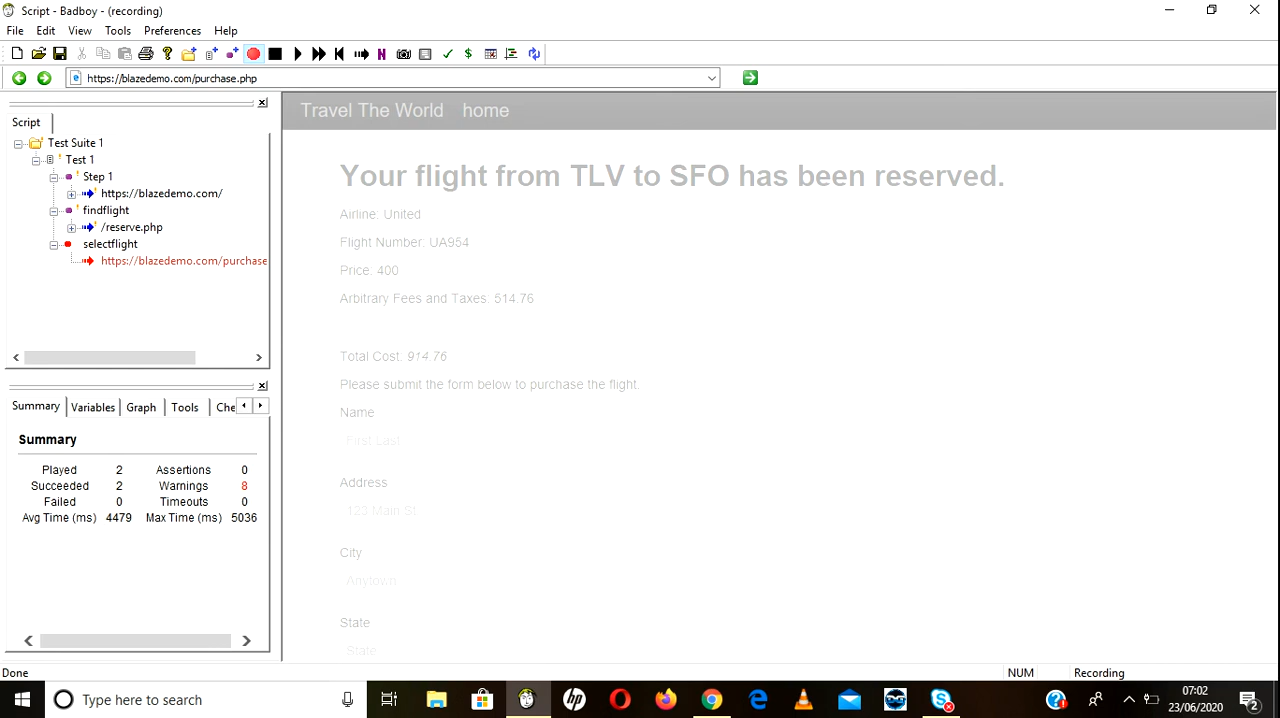 Script - Badboy - (recording)
File Edit View Tools Preferences Help
https://blazedemo.com/purchase.php
Script
Test Suite 1
Test 1
Step 1
https://blazedemo.com/
findflight
/reserve.php
selectflight
https://blazedemo.com/purchase
Summary Variables Graph Tools Che
Summary
Played 2 Assertions 0
Succeeded 2 Warnings 8
Failed 0 Timeouts 0
Avg Time (ms) 4479 Max Time (ms) 5036
Travel The World home
Your flight from TLV to SFO has been reserved.
Airline: United
Flight Number: UA954
Price: 400
Arbitrary Fees and Taxes: 514.76
Total Cost: 914.76
Please submit the form below to purchase the flight.
Name
First Last
Address
123 Main St.
City
Anytown
State
State
Done NUM Recording
Type here to search
07:02
23/06/2020
2